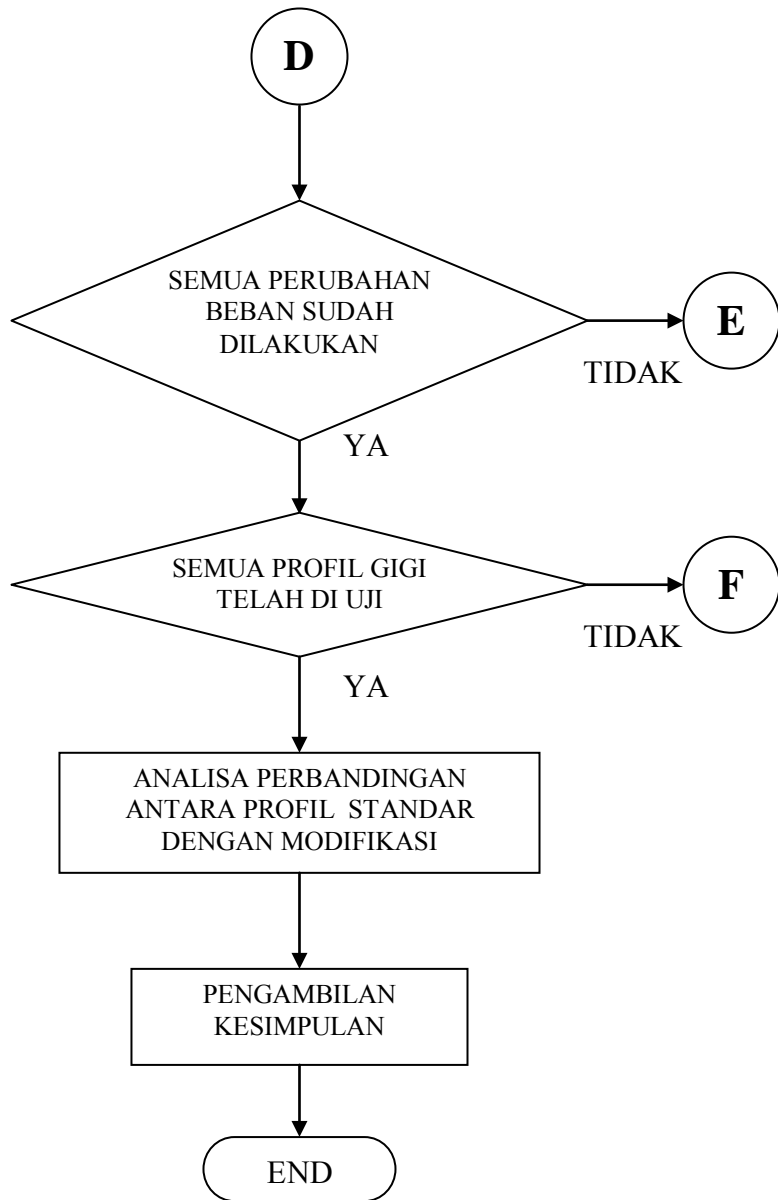 D
SEMUA PERUBAHAN
BEBAN SUDAH
DILAKUKAN
E
TIDAK
YA
SEMUA PROFIL GIGI
TELAH DI UJI
F
TIDAK
YA
ANALISA PERBANDINGAN
ANTARA PROFIL STANDAR
DENGAN MODIFIKASI
PENGAMBILAN
KESIMPULAN
END